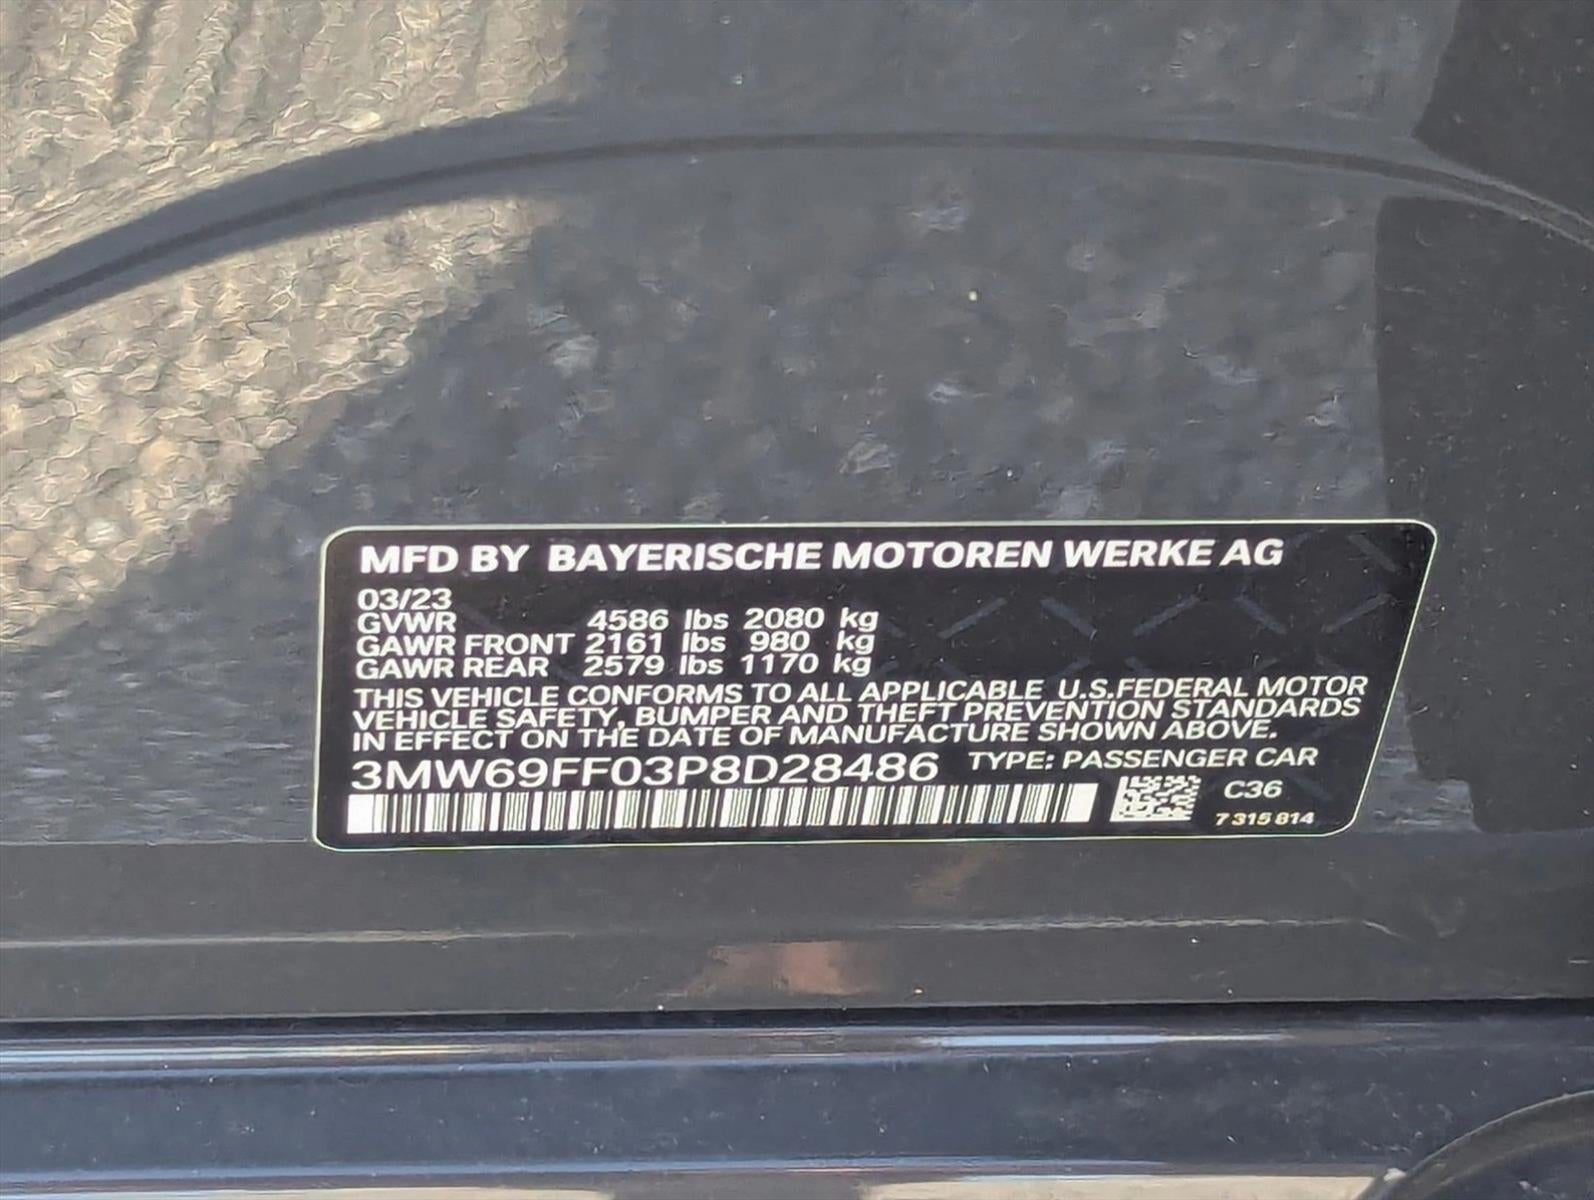 MFD BY BAYERISCHE MOTOREN WERKE AG
03/23
GVWR 4586 lbs 2080 kg
GAWR FRONT 2161 lbs 980 kg
GAWR REAR 2579 lbs 1170 kg
THIS VEHICLE CONFORMS TO ALL APPLICABLE U.S.FEDERAL MOTOR
VEHICLE SAFETY, BUMPER AND THEFT PREVENTION STANDARDS
IN EFFECT ON THE DATE OF MANUFACTURE SHOWN ABOVE.
3MW69FF03P8D28486 TYPE: PASSENGER CAR
C36
7 315 814